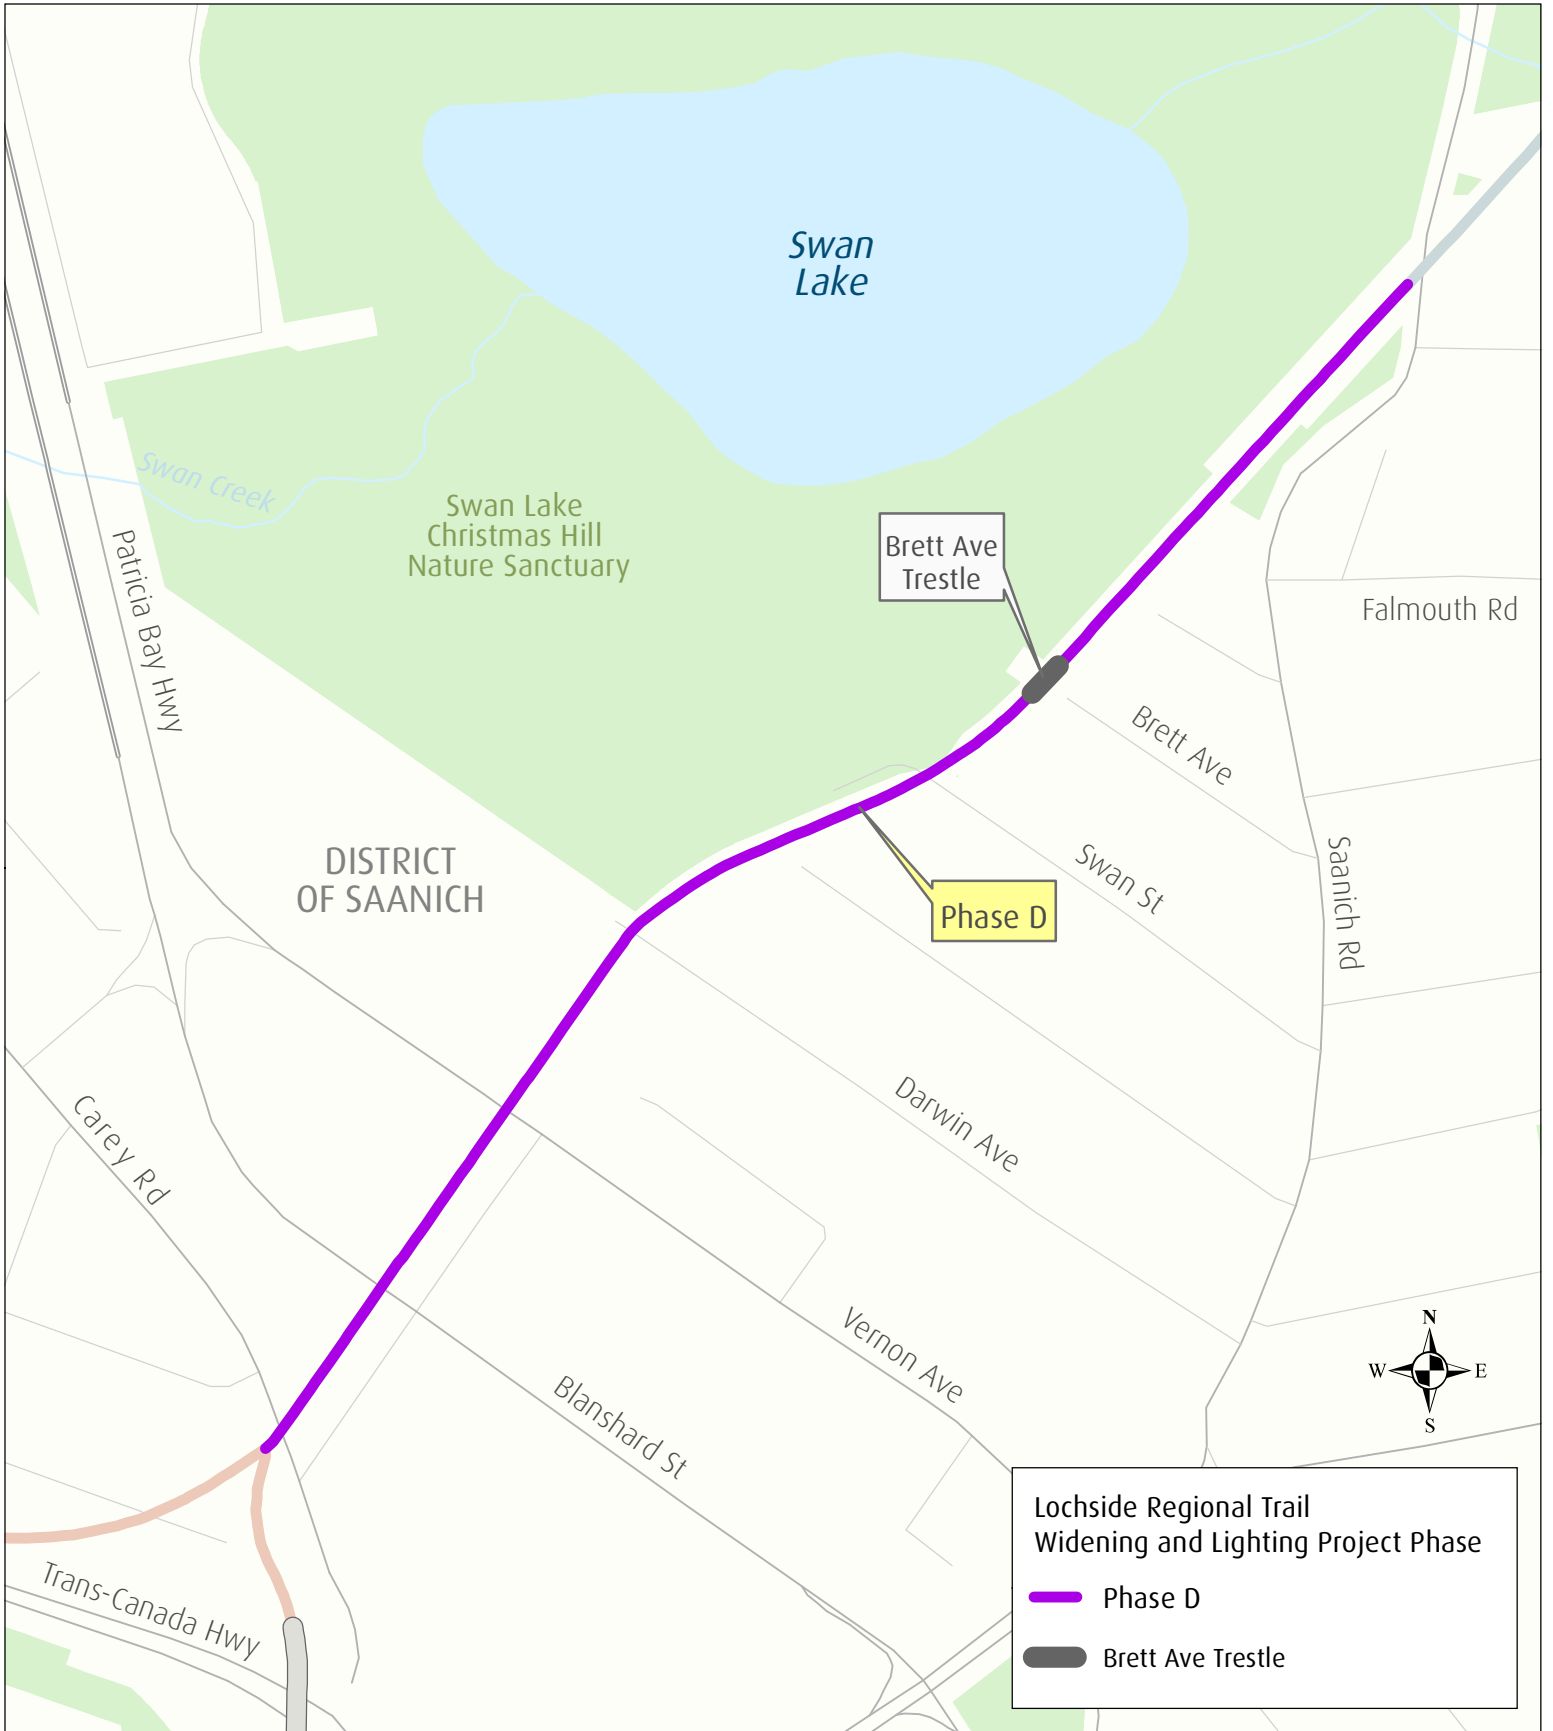 Swan
Lake
Swan Creek
Swan Lake
Christmas Hill
Nature Sanctuary
Brett Ave
Trestle
Patricia Bay Hwy
Falmouth Rd
Brett Ave
DISTRICT
OF SAANICH
Swan St
Saanich Rd
Phase D
Carey Rd
Darwin Ave
Vernon Ave
Blanshard St
N
W
E
S
Trans-Canada Hwy
Lochside Regional Trail
Widening and Lighting Project Phase
Phase D
Brett Ave Trestle